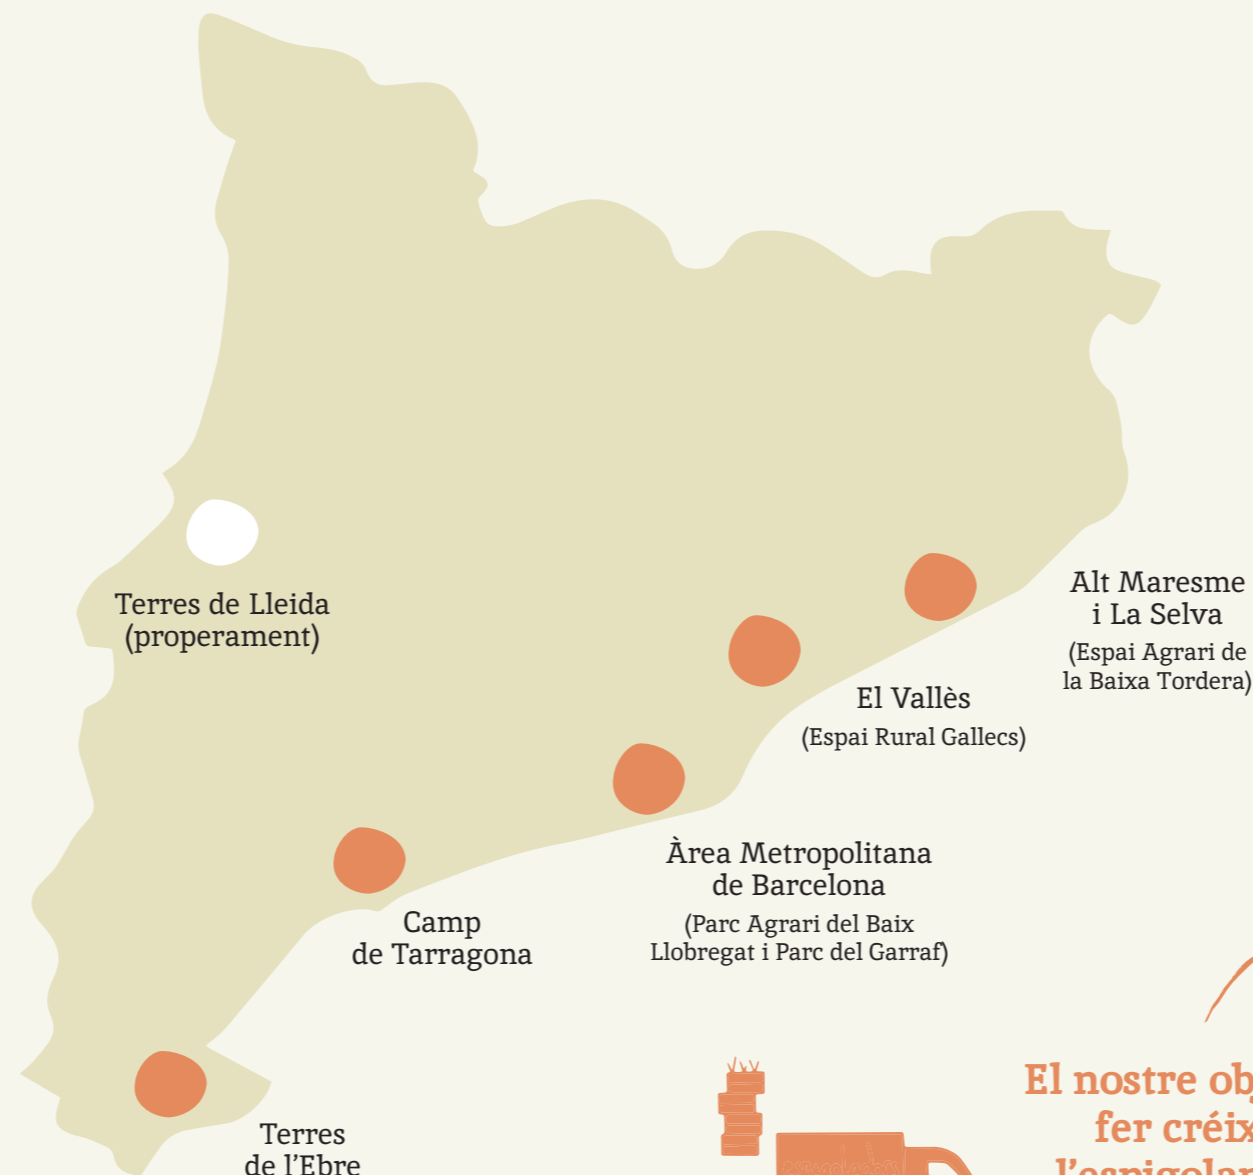 Terres de Lleida
(properament)
Alt Maresme
i La Selva
(Espai Agrari de
la Baixa Tordera)
El Vallès
(Espai Rural Gallecs)
Àrea Metropolitana
de Barcelona
(Parc Agrari del Baix
Llobregat i Parc del Garraf)
Camp
de Tarragona
Terres
de l'Ebre
El nostre
fer